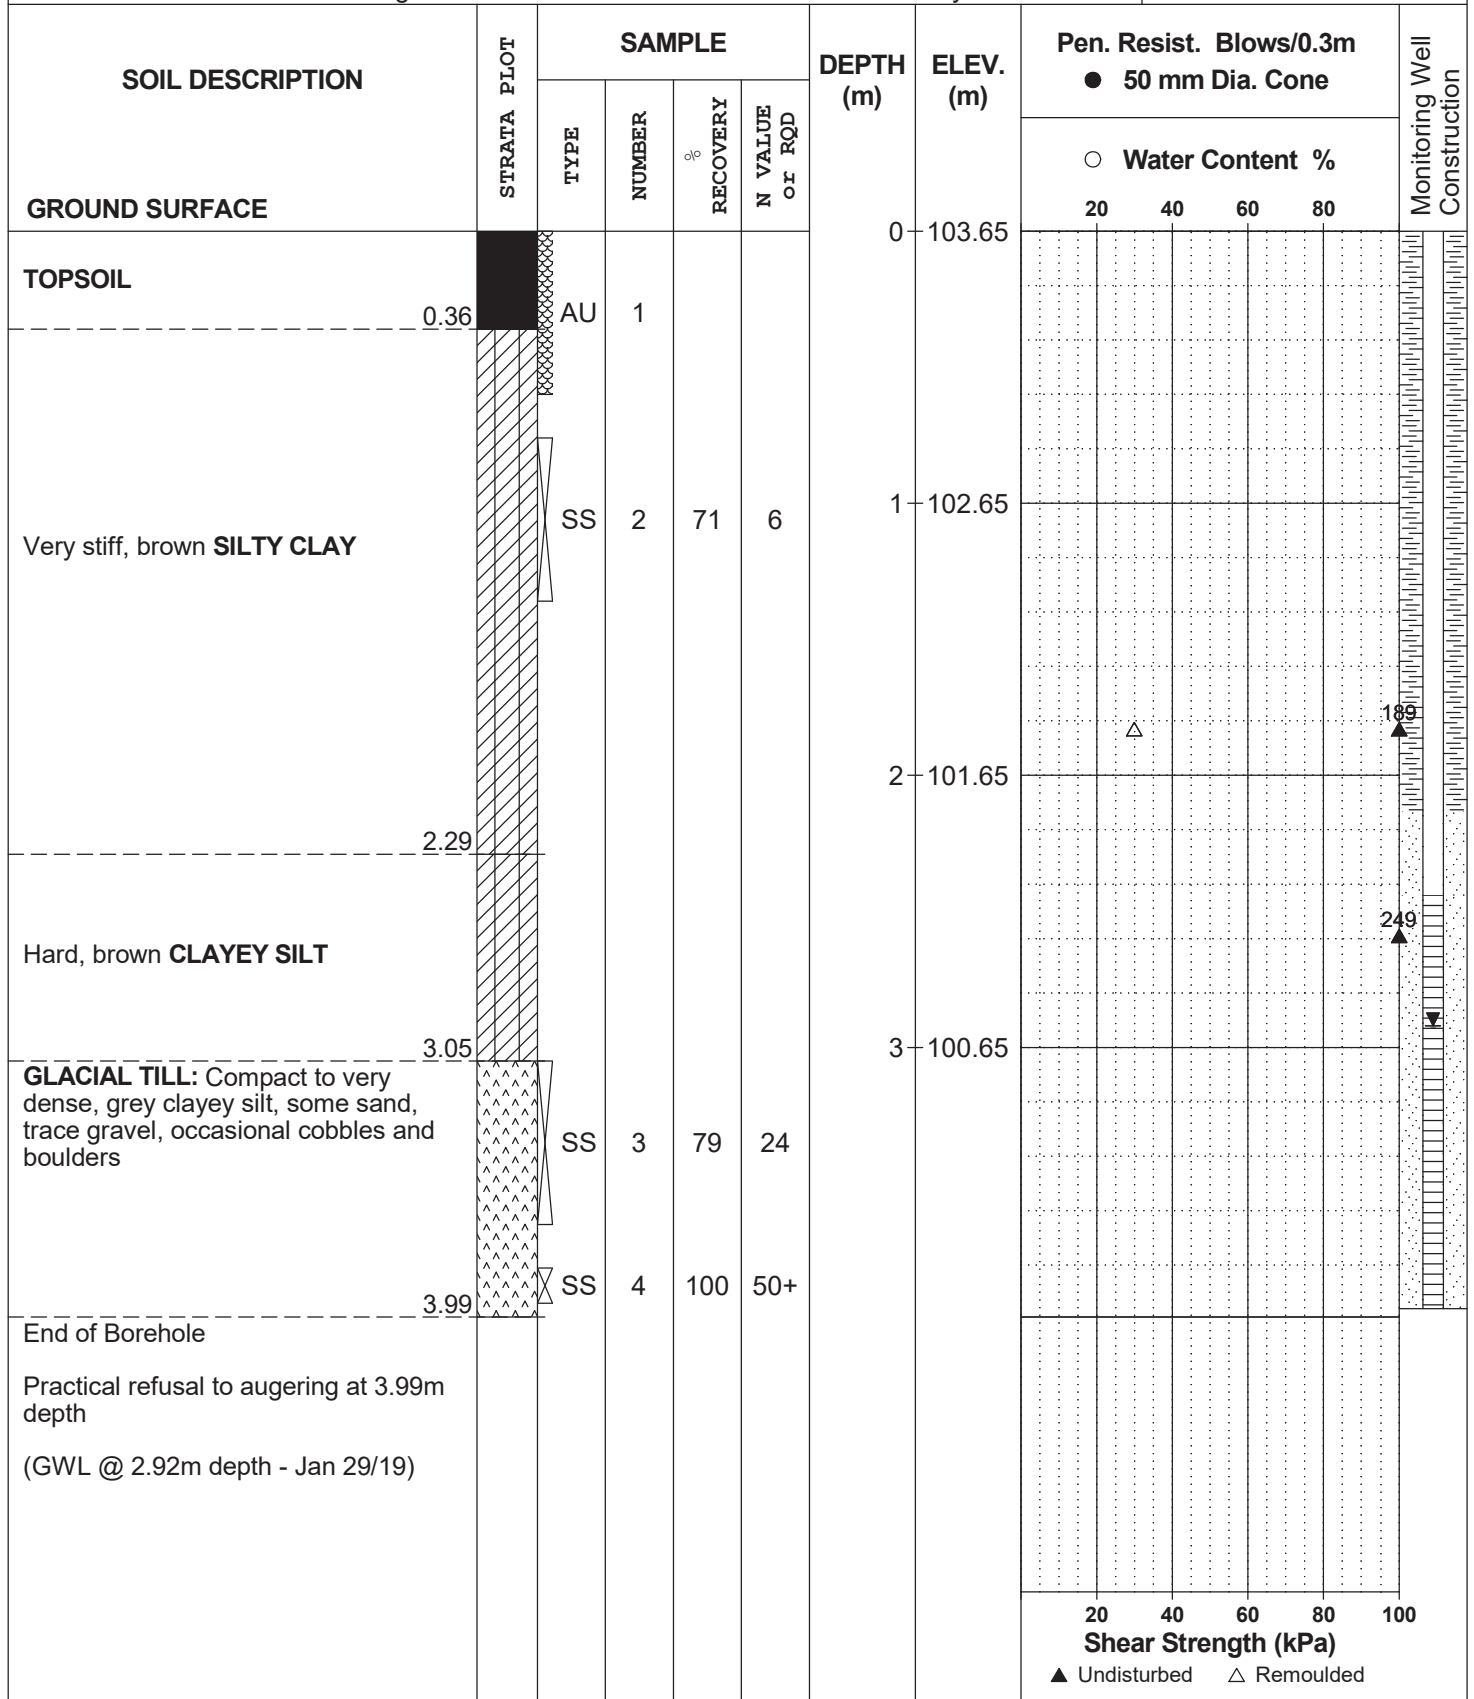 SOIL DESCRIPTION
GROUND SURFACE
STRATA PLOT
SAMPLE
TYPE
NUMBER
%
RECOVERY
N VALUE
or RQD
DEPTH
(m)
ELEV.
(m)
Pen. Resist. Blows/0.3m
● 50 mm Dia. Cone
○ Water Content %
20 40 60 80
Monitoring Well
Construction
0 103.65
TOPSOIL
0.36
AU 1
1 102.65
SS 2 71 6
Very stiff, brown SILTY CLAY
189
2 101.65
2.29
249
Hard, brown CLAYEY SILT
3.05
3 100.65
GLACIAL TILL: Compact to very
dense, grey clayey silt, some sand,
trace gravel, occasional cobbles and
boulders
SS 3 79 24
SS 4 100 50+
3.99
End of Borehole
Practical refusal to augering at 3.99m
depth
(GWL @ 2.92m depth - Jan 29/19)
20 40 60 80 100
Shear Strength (kPa)
▲ Undisturbed △ Remoulded